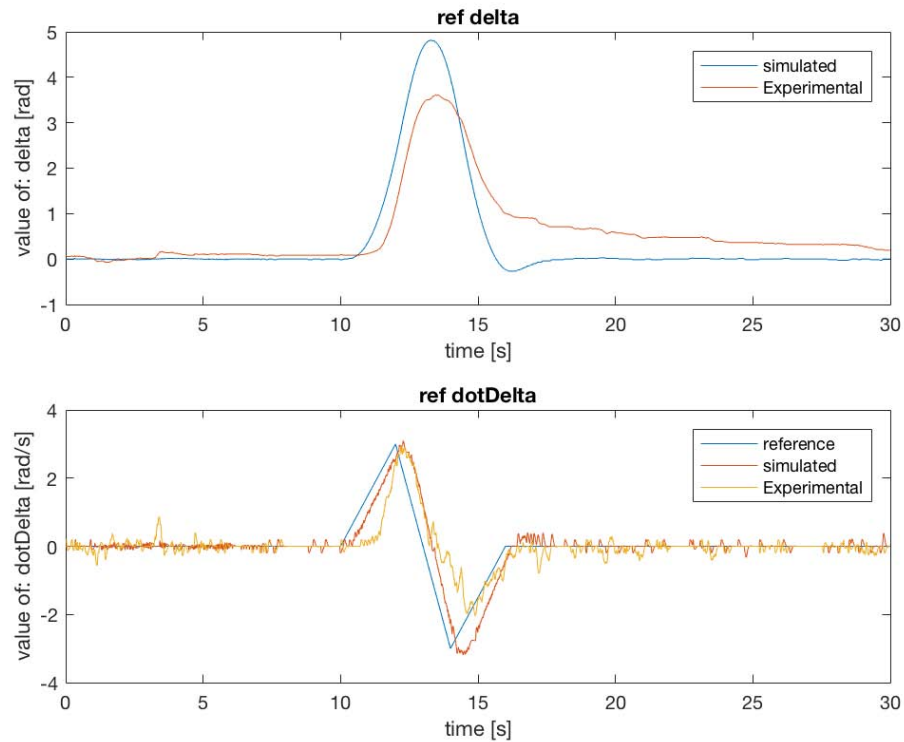 ref delta
value of: delta [rad]
5
4
3
2
1
0
-1
simulated
Experimental
0 5 10 15 20 25 30
time [s]
ref dotDelta
value of: dotDelta [rad/s]
4
2
0
-2
-4
reference
simulated
Experimental
0 5 10 15 20 25 30
time [s]